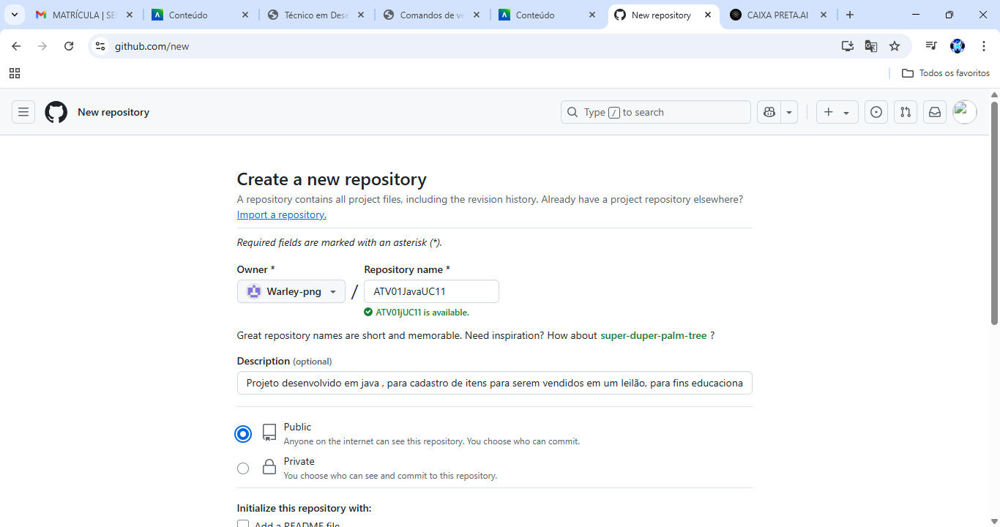 MATRÍCULA | SEI
Conteúdo
Técnico em Dese
Comandos de ve
Conteúdo
New repository
CAIXA PRETA.AI
github.com/new
Todos os favoritos
New repository
Type / to search
Create a new repository
A repository contains all project files, including the revision history. Already have a project repository elsewhere?
Import a repository.
Required fields are marked with an asterisk (*).
Owner *
Repository name *
Warley-png
/
ATV01JavaUC11
ATV01jUC11 is available.
Great repository names are short and memorable. Need inspiration? How about super-duper-palm-tree ?
Description (optional)
Projeto desenvolvido em java , para cadastro de itens para serem vendidos em um leilão, para fins educaciona
Public
Anyone on the internet can see this repository. You choose who can commit.
Private
You choose who can see and commit to this repository.
Initialize this repository with:
Add a README file